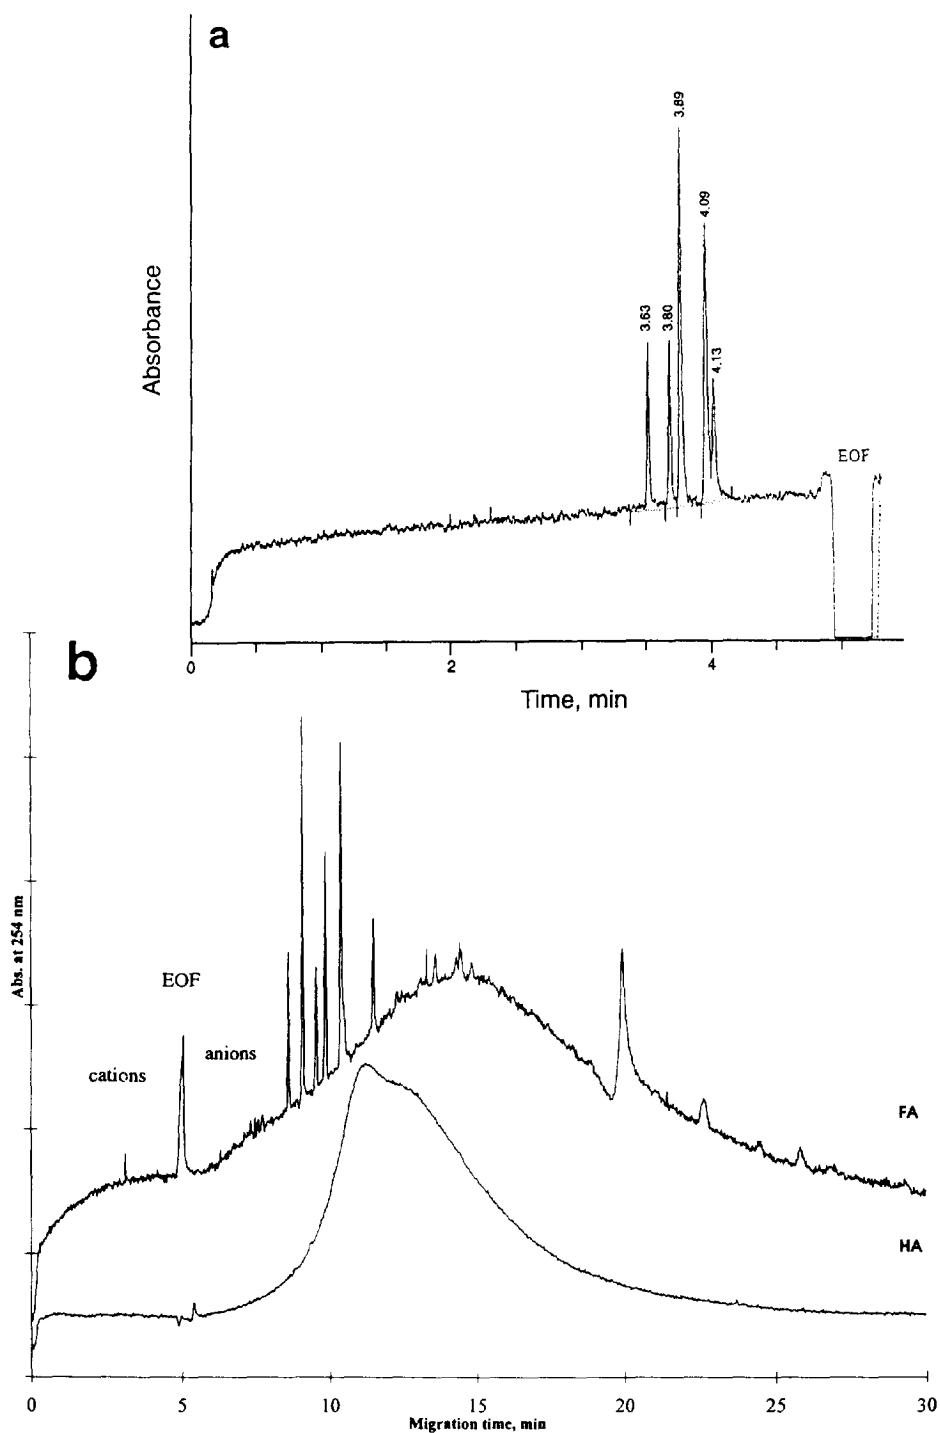 a
3.89
4.09
3.63
3.80
4.13
Absorbance
EOF
0
2
4
Time, min
b
Abs. at 254 nm
EOF
anions
cations
FA
HA
0
5
10
15
20
25
30
Migration time, min